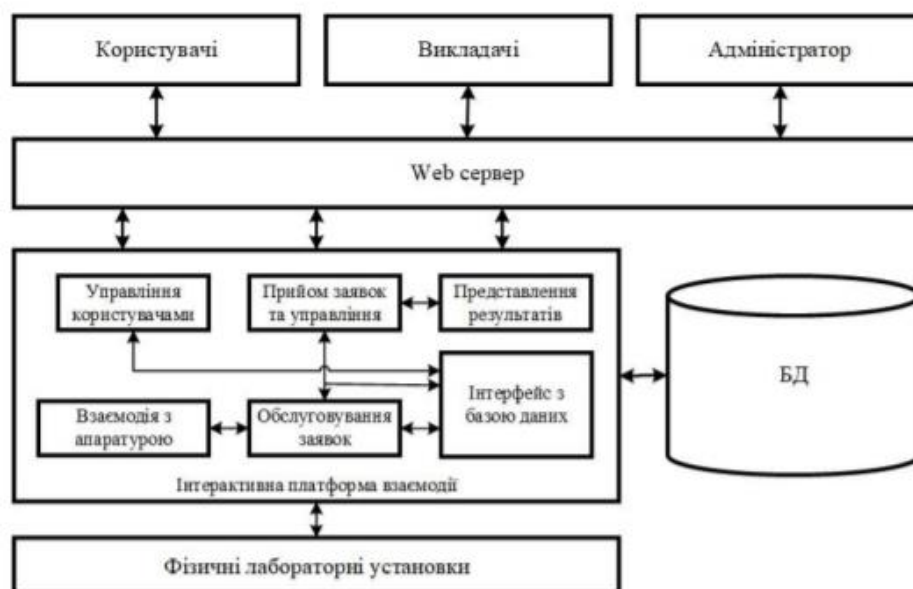 Користувачі
Викладачі
Адміністратор
Web сервер
Управління
користувачами
Прийом заявок
та управління
Представлення
результатів
Взаємодія з
апаратурою
Обслуговування
заявок
Інтерфейс з
базою даних
БД
Інтерактивна платформа взаємодії
Фізичні лабораторні установки